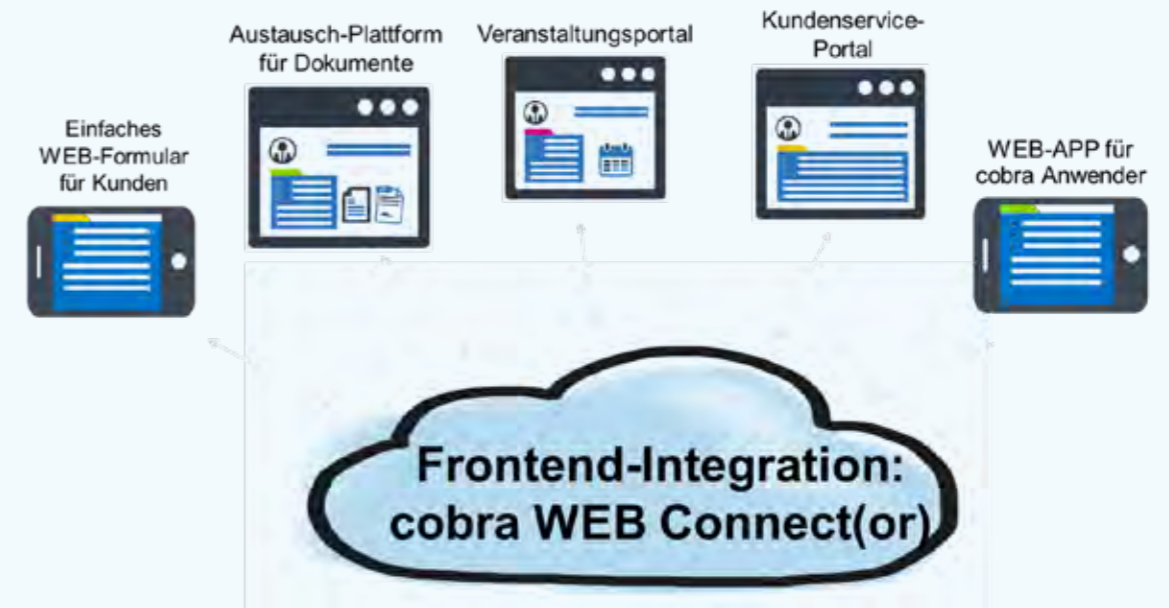 Einfaches
WEB-Formular
für Kunden
Austausch-Plattform
für Dokumente
Veranstaltungsportal
Kundenservice-
Portal
WEB-APP für
cobra Anwender
Frontend-Integration:
cobra WEB Connect(or)